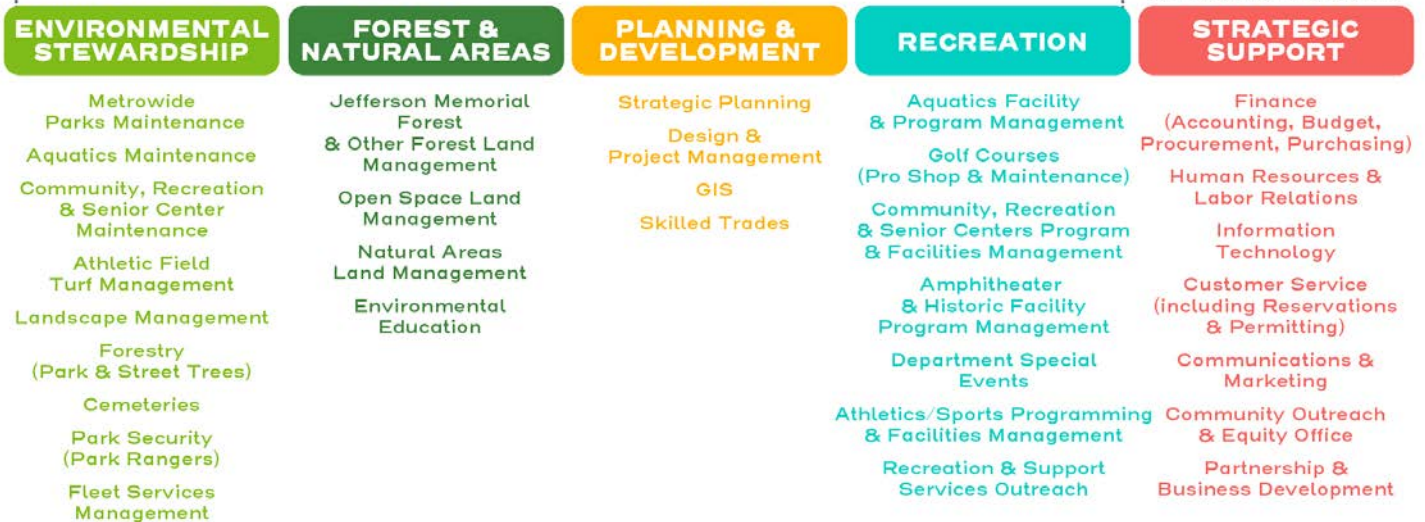 ENVIRONMENTAL
STEWARDSHIP
Metrowide
Parks Maintenance
Aquatics Maintenance
Community, Recreation
& Senior Center
Maintenance
Athletic Field
Turf Management
Landscape Management
Forestry
(Park & Street Trees)
Cemeteries
Park Security
(Park Rangers)
Fleet Services
Management
FOREST &
NATURAL AREAS
Jefferson Memorial
Forest
& Other Forest Land
Management
Open Space Land
Management
Natural Areas
Land Management
Environmental
Education
PLANNING &
DEVELOPMENT
Strategic Planning
Design &
Project Management
GIS
Skilled Trades
RECREATION
Aquatics Facility
& Program Management
Golf Courses
(Pro Shop & Maintenance)
Community, Recreation
& Senior Centers Program
& Facilities Management
Amphitheater
& Historic Facility
Program Management
Department Special
Events
Athletics/Sports Programming
& Facilities Management
Recreation & Support
Services Outreach
STRATEGIC
SUPPORT
Finance
(Accounting, Budget,
Procurement, Purchasing)
Human Resources &
Labor Relations
Information
Technology
Customer Service
(including Reservations
& Permitting)
Communications &
Marketing
Community Outreach
& Equity Office
Partnership &
Business Development